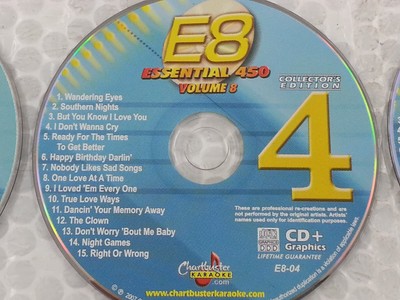 E8
ESSENTIAL 450
VOLUME 8
COLLECTOR'S
EDITION
4
1. Wandering Eyes
2. Southern Nights
3. But You Know I Love You
4. I Don't Wanna Cry
5. Ready For The Times
To Get Better
6. Happy Birthday Darlin'
7. Nobody Likes Sad Songs
8. One Love At A Time
9. I Loved 'Em Every One
10. True Love Ways
11. Dancin' Your Memory Away
12. The Clown
13. Don't Worry 'Bout Me Baby
14. Night Games
15. Right Or Wrong
These are professional re-creations and are
not performed by the original artists. Artists'
names used only for identification purposes.
CD+
Graphics
LIFETIME GUARANTEE
E8-04
Chartbuster
KARAOKE
.com
www.chartbusterkaraoke.com